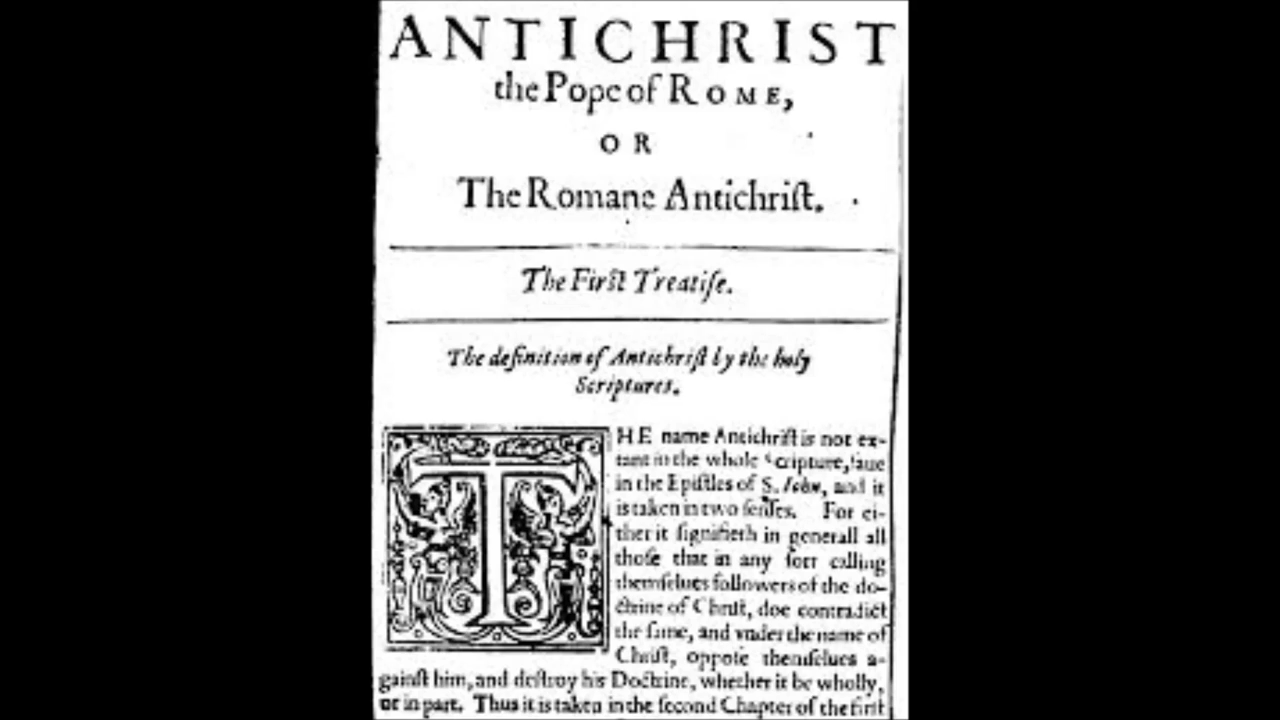 ANTICHRIST
the Pope of ROME,
OR
The Romane Antichriſt.
The Firſt Treatiſe.
The definition of Antichriſt by the holy
Scriptures.
THE name Antichriſt is not ex-
tant in the whole Scripture, ſaue
in the Epiſtles of S. Iohn, and it
is taken in two ſenſes. For ei-
ther it ſignifieth in generall all
thoſe that in any ſort calling
themſelues followers of the do-
ctrine of Chriſt, doe contradict
the ſame, and vnder the name of
Chriſt, oppoſe themſelues a-
gainſt him, and deſtroy his Doctrine, whether it be wholly,
or in part. Thus it is taken in the ſecond Chapter of the firſt